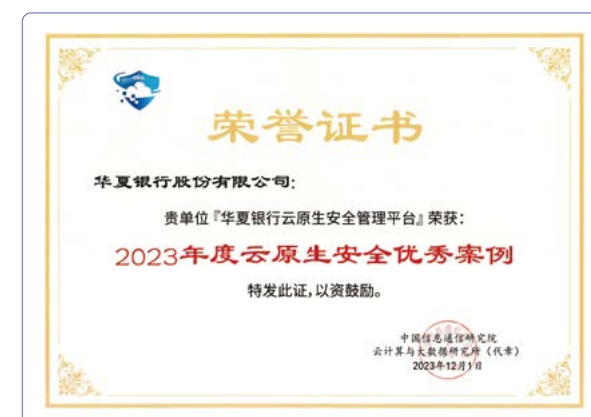 荣誉证书
华夏银行股份有限公司:
贵单位『华夏银行云原生安全管理平台』荣获:
2023年度云原生安全优秀案例
特发此证,以资鼓励。
中国信息通信研究院
云计算与大数据研究所（代章）
2023年12月1日